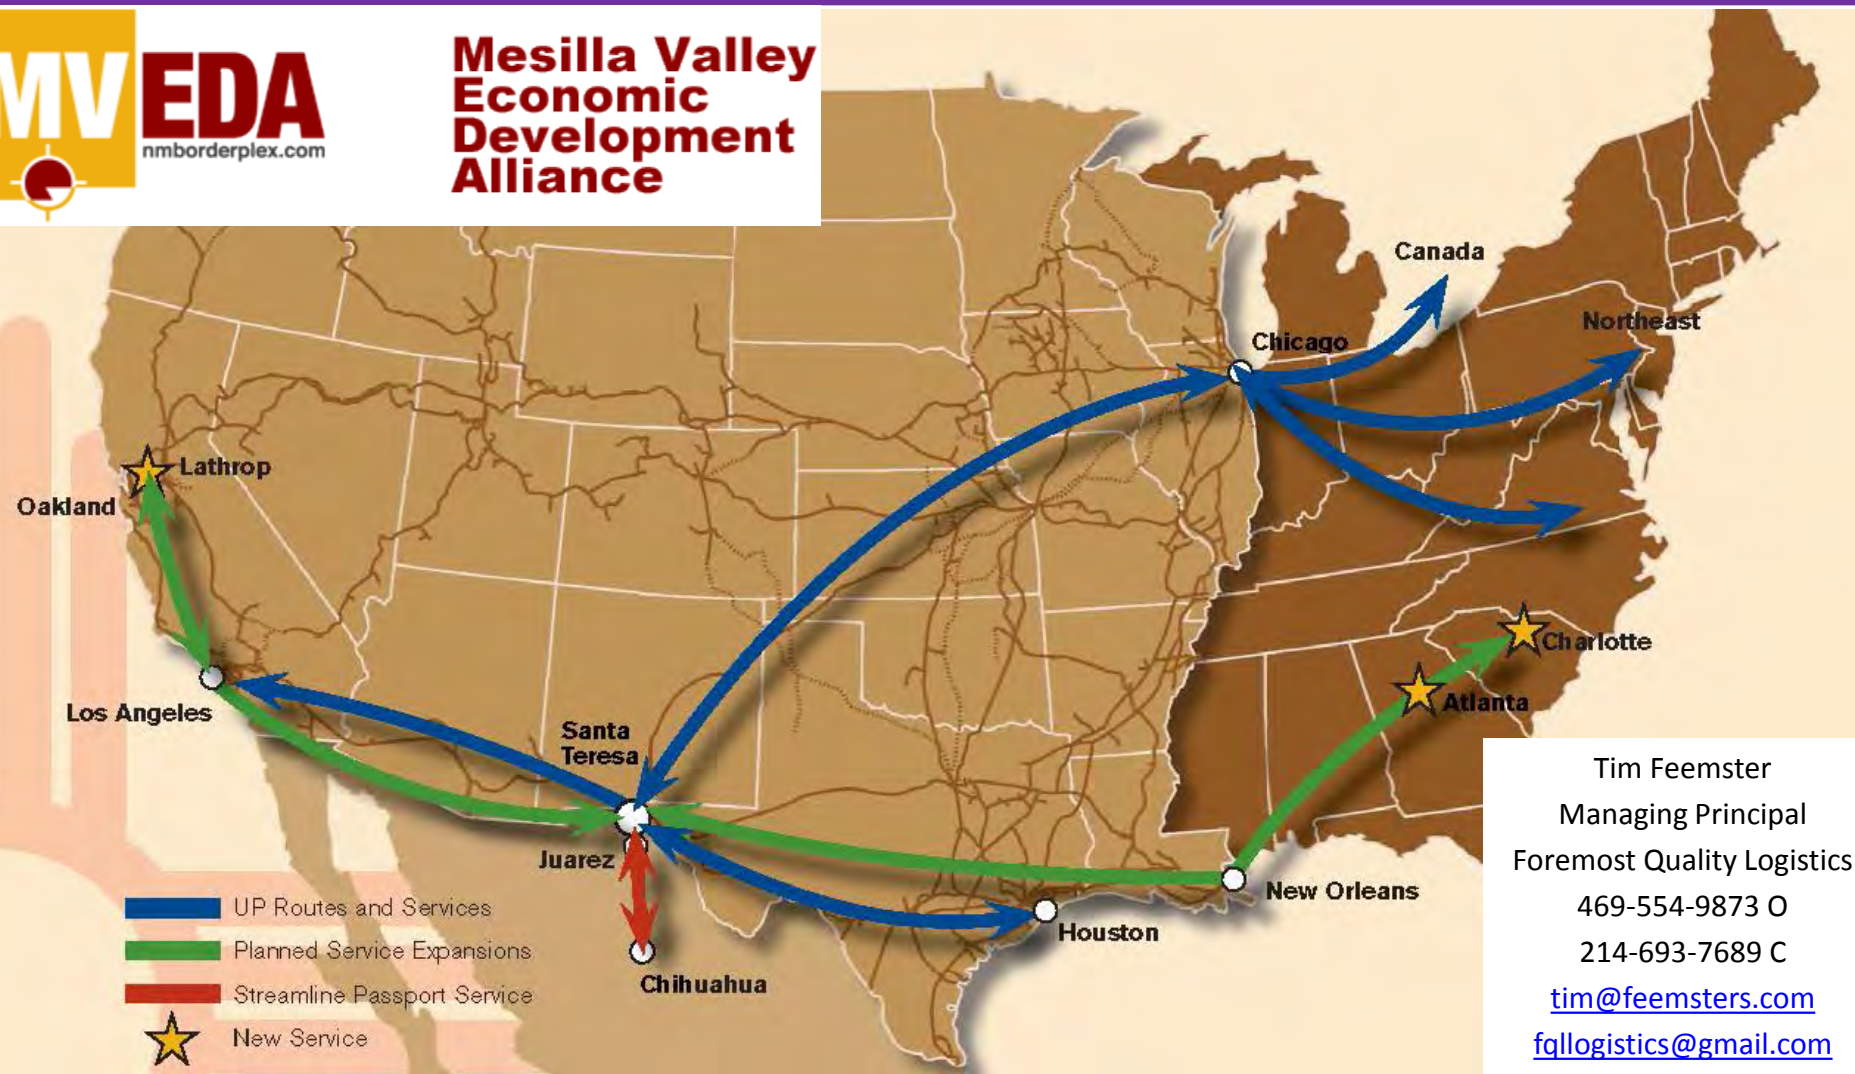 MVEDA
nmborderplex.com
Mesilla Valley
Economic
Development
Alliance
Canada
Northeast
Chicago
Lathrop
Oakland
Charlotte
Atlanta
Los Angeles
Santa
Teresa
Juarez
New Orleans
Houston
Chihuahua
UP Routes and Services
Planned Service Expansions
Streamline Passport Service
New Service
Tim Feemster
Managing Principal
Foremost Quality Logistics
469-554-9873 O
214-693-7689 C
tim@feemsters.com
fqllogistics@gmail.com